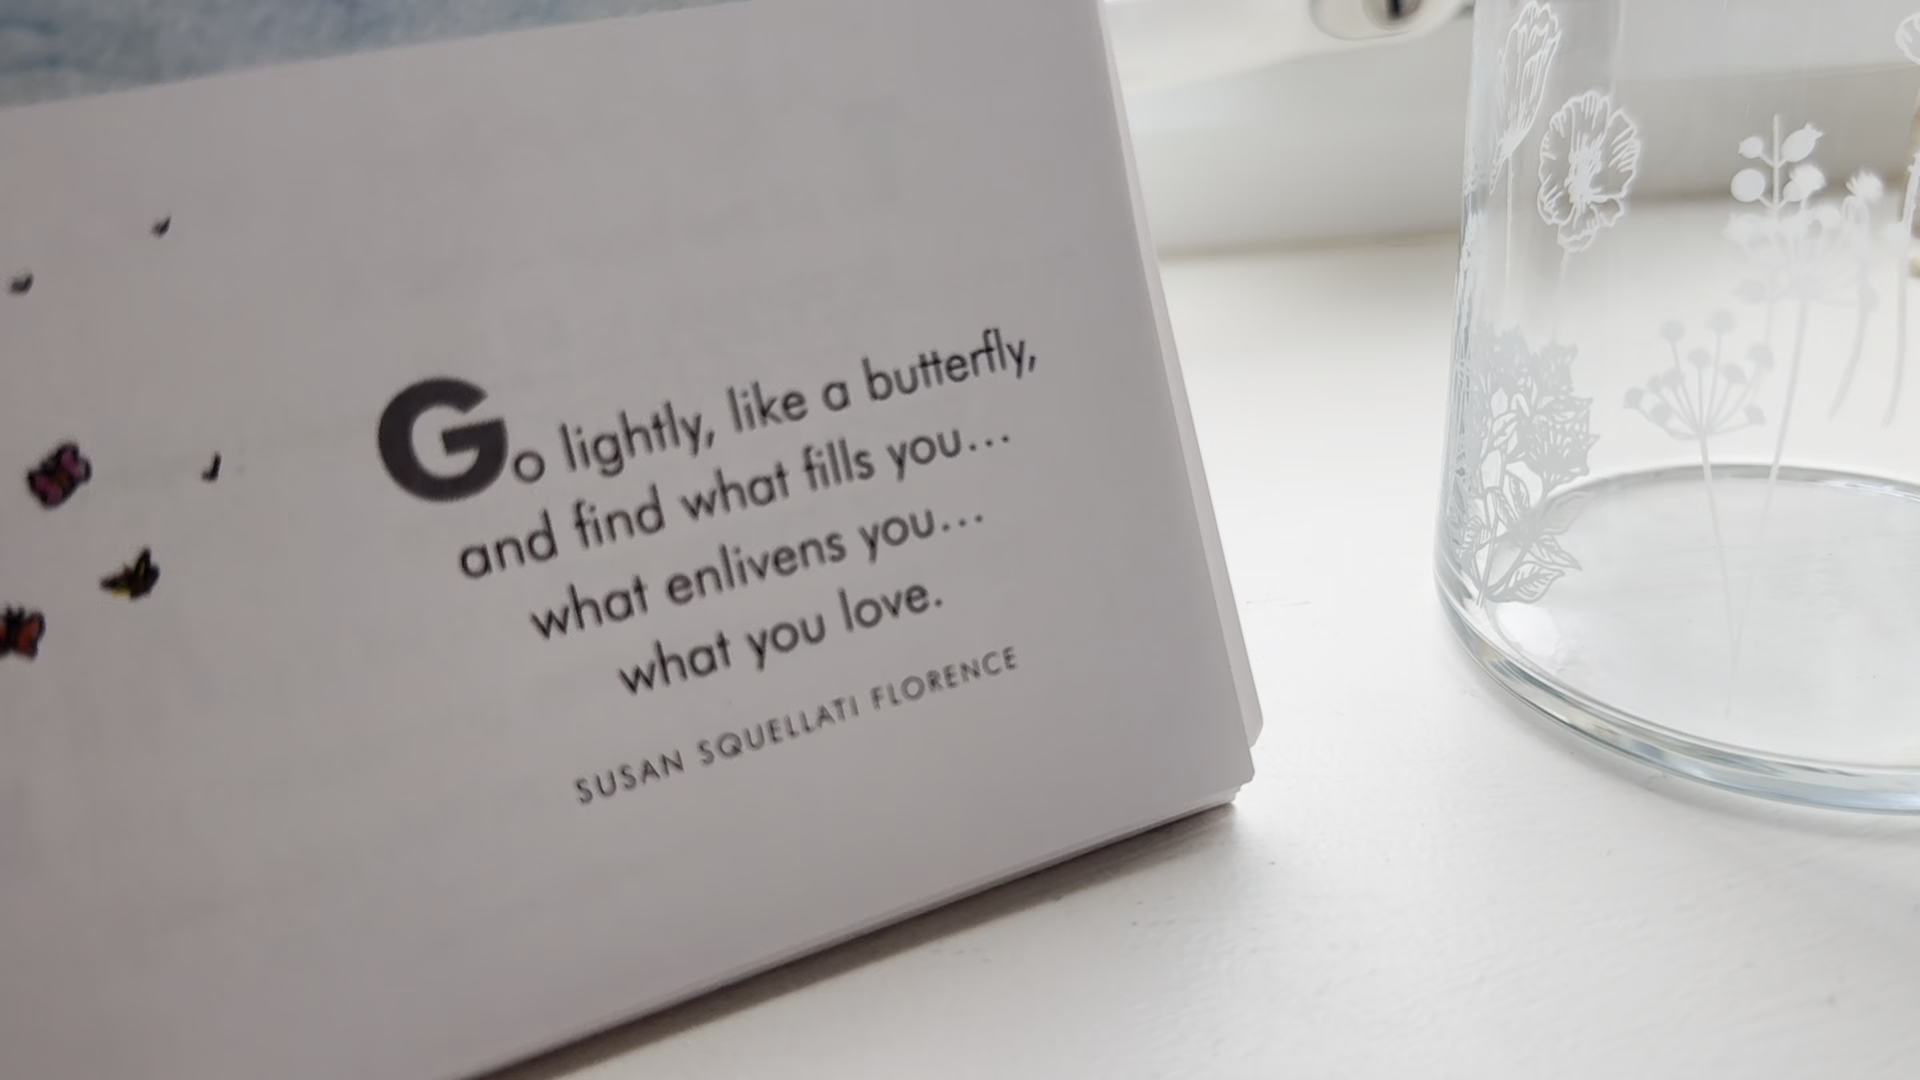 Go lightly, like a butterfly,
and find what fills you...
what enlivens you...
what you love.
SUSAN SQUELLATI FLORENCE